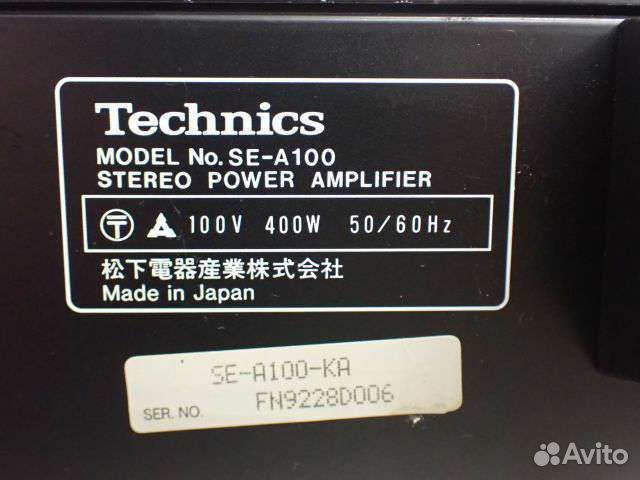 Technics
MODEL No. SE-A100
STEREO POWER AMPLIFIER
〒 100V 400W 50/60Hz
松下電器産業株式会社
Made in Japan
SE-A100-KA
SER. NO. FN9228D006
Avito